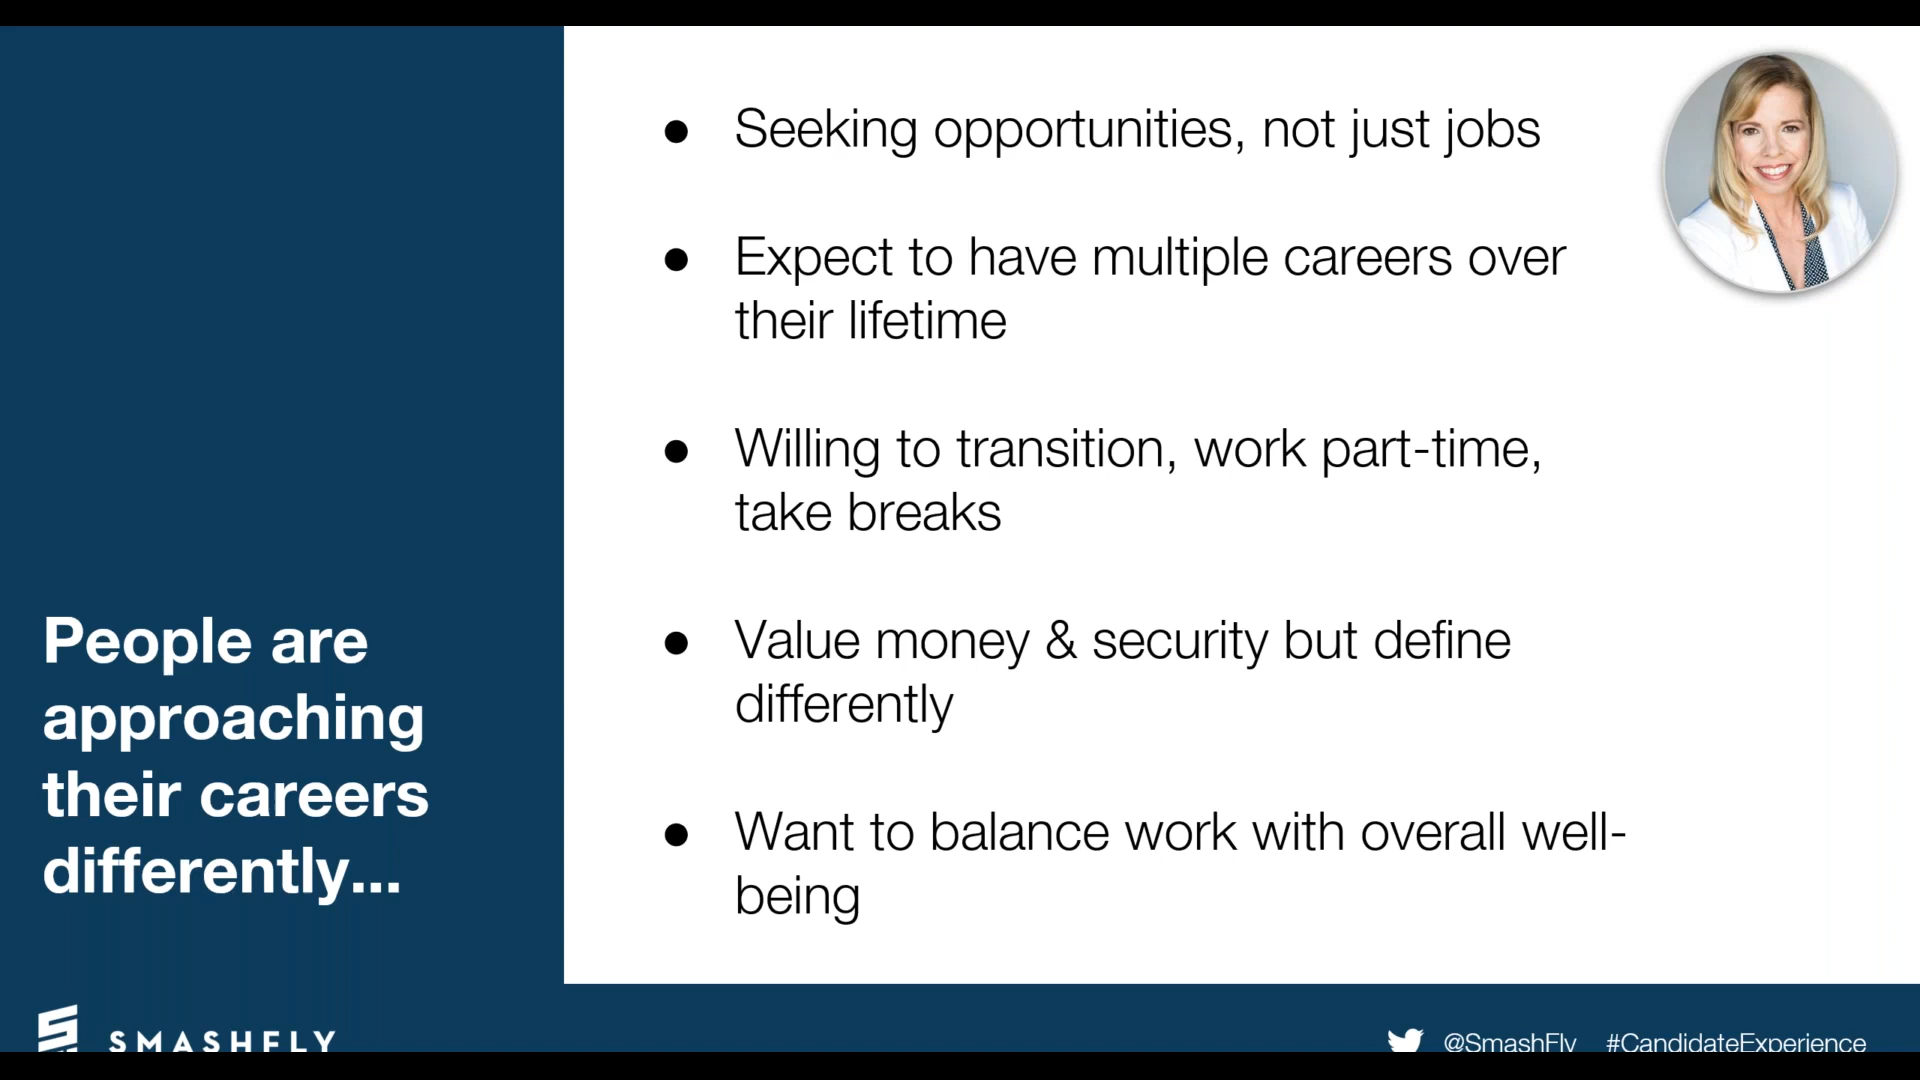 People are
approaching
their careers
differently...
● Seeking opportunities, not just jobs
● Expect to have multiple careers over
their lifetime
● Willing to transition, work part-time,
take breaks
● Value money & security but define
differently
● Want to balance work with overall well-
being
SMASHFLY
@SmashFly #CandidateExperience